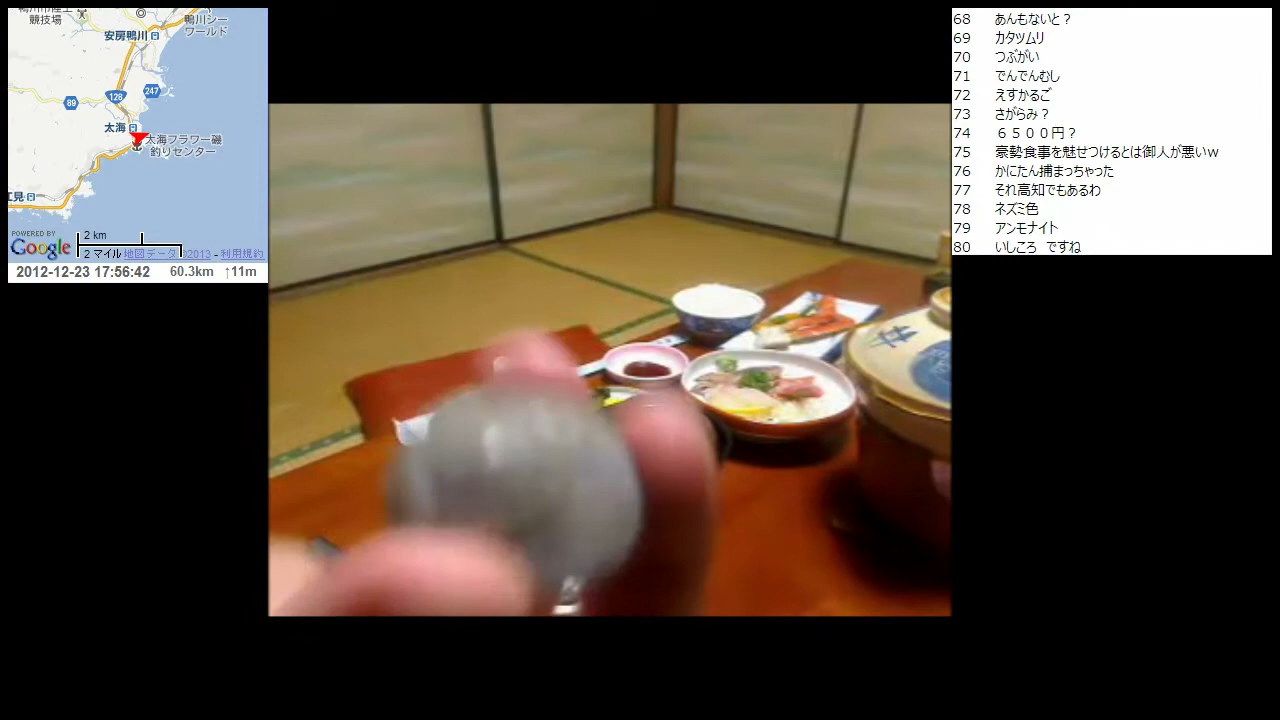 競技場
鴨川シー
ワールド
安房鴨川
128
247
89
太海
太海フラワー磯
釣りセンター
江見
POWERED BY
Google
2 km
2 マイル 地図データ ©2013 - 利用規約
2012-12-23 17:56:42 60.3km ↑11m
68 あんもないと？
69 カタツムリ
70 つぶがい
71 でんでんむし
72 えすかるご
73 さがらみ？
74 ６５００円？
75 豪勢食事を魅せつけるとは御人が悪いｗ
76 かにたん捕まっちゃった
77 それ高知でもあるわ
78 ネズミ色
79 アンモナイト
80 いしころ ですね